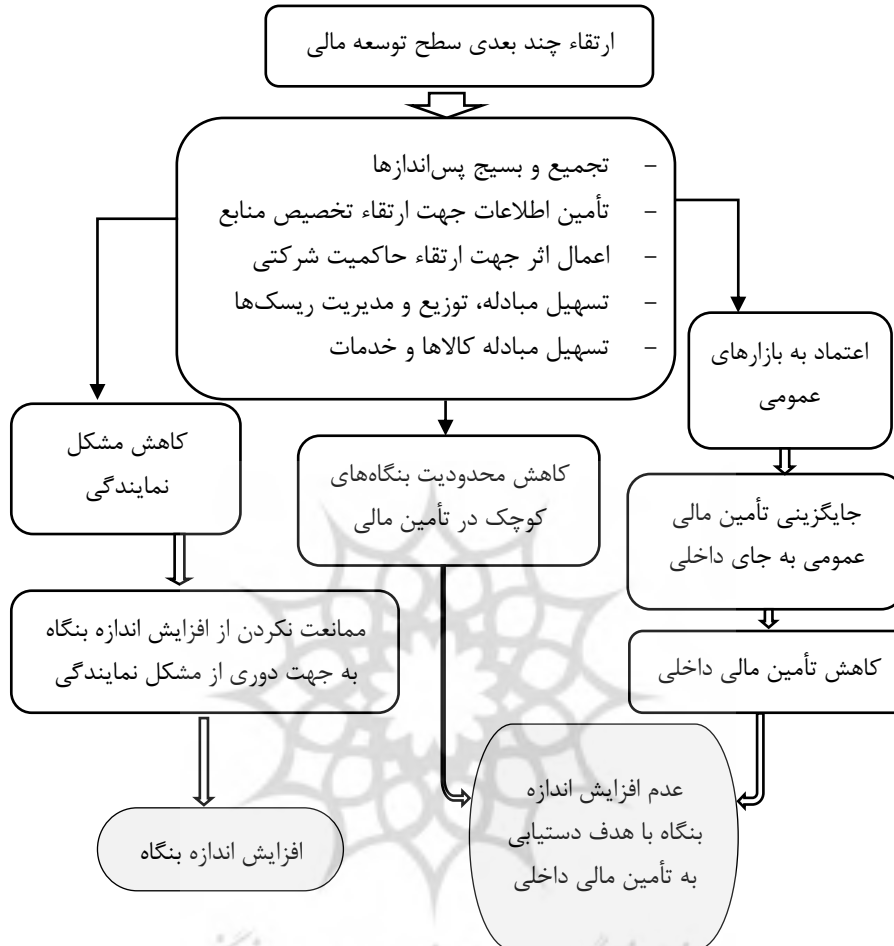 ارتقاء چند بعدی سطح توسعه مالی
- تجمیع و بسیج پس‌اندازها
- تأمین اطلاعات جهت ارتقاء تخصیص منابع
- اعمال اثر جهت ارتقاء حاکمیت شرکتی
- تسهیل مبادله، توزیع و مدیریت ریسک‌ها
- تسهیل مبادله کالاها و خدمات
اعتماد به بازارهای
عمومی
جایگزینی تأمین مالی
عمومی به جای داخلی
کاهش تأمین مالی داخلی
کاهش محدودیت بنگاه‌های
کوچک در تأمین مالی
عدم افزایش اندازه
بنگاه با هدف دستیابی
به تأمین مالی داخلی
کاهش مشکل
نمایندگی
ممانعت نکردن از افزایش اندازه بنگاه
به جهت دوری از مشکل نمایندگی
افزایش اندازه بنگاه